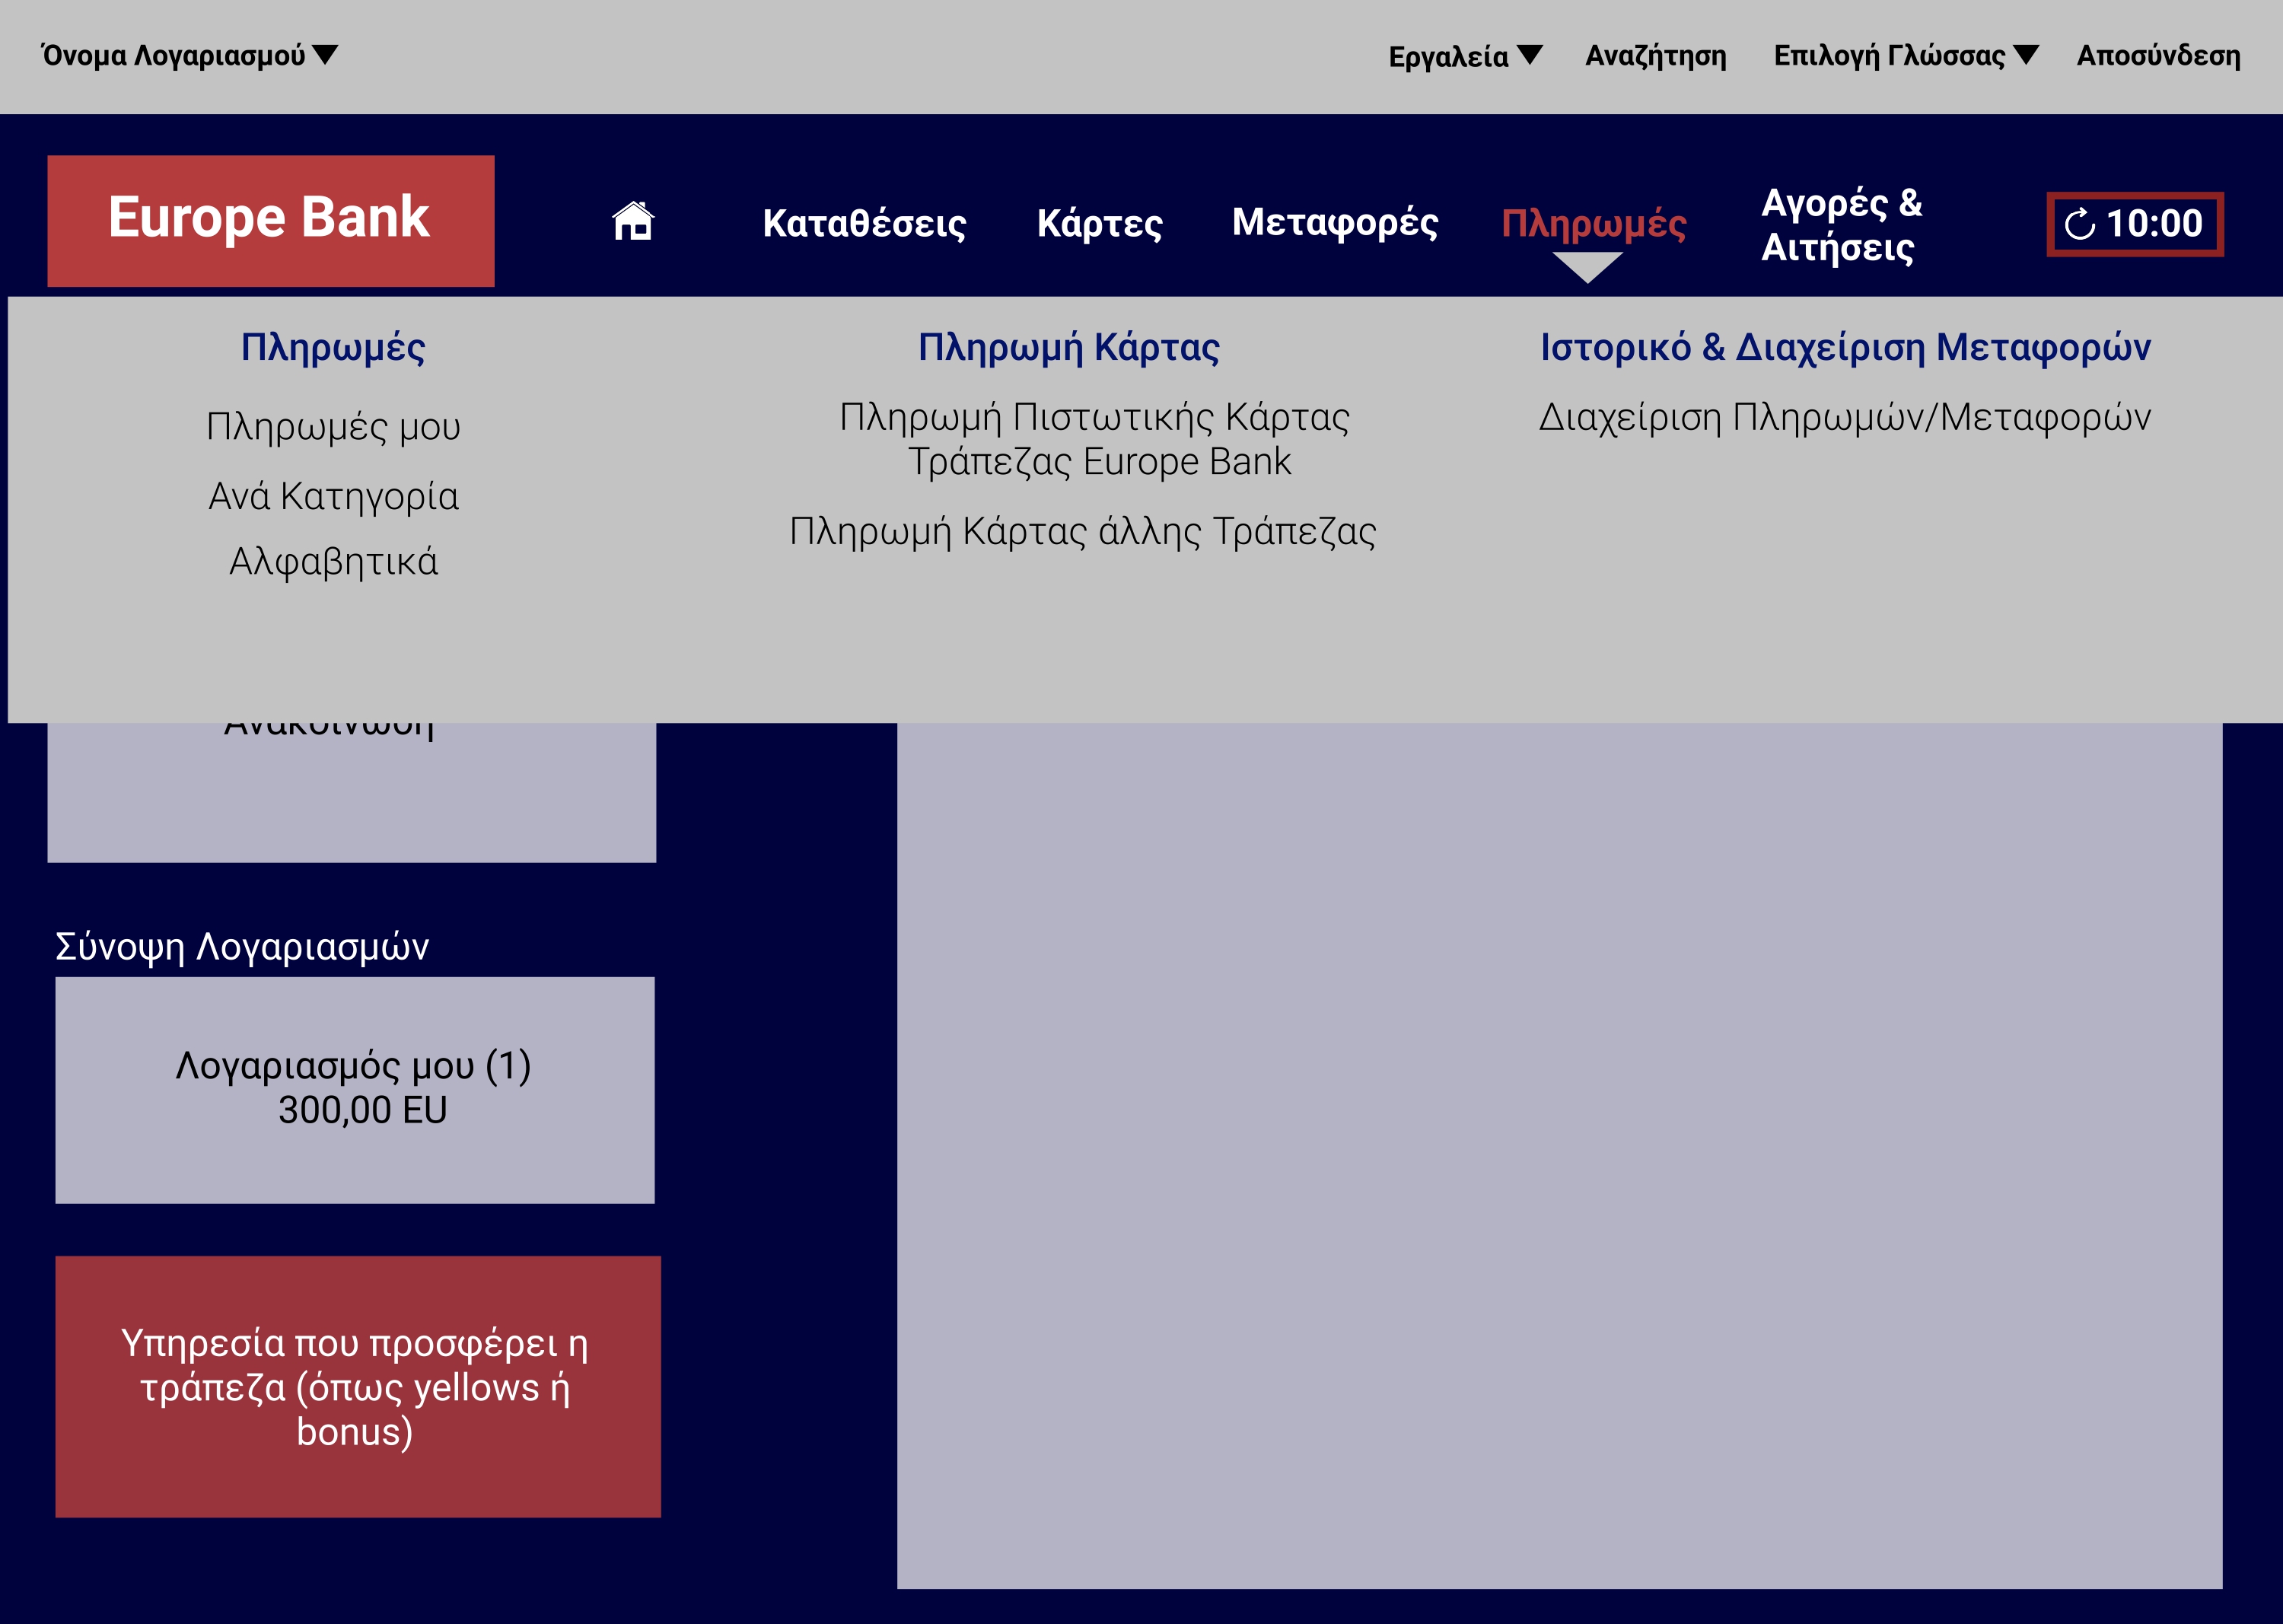 Όνομα Λογαριασμού
Εργαλεία
Αναζήτηση
Επιλογή Γλώσσας
Αποσύνδεση
Europe Bank
Καταθέσεις
Κάρτες
Μεταφορές
Πληρωμές
Αγορές &
Αιτήσεις
10:00
Πληρωμές
Πληρωμές μου
Ανά Κατηγορία
Αλφαβητικά
Πληρωμή Κάρτας
Πληρωμή Πιστωτικής Κάρτας
Τράπεζας Europe Bank
Πληρωμή Κάρτας άλλης Τράπεζας
Ιστορικό & Διαχείριση Μεταφορών
Διαχείριση Πληρωμών/Μεταφορών
Ανακοίνωση
Σύνοψη Λογαριασμών
Λογαριασμός μου (1)
300,00 EU
Υπηρεσία που προσφέρει η
τράπεζα (όπως yellows ή
bonus)